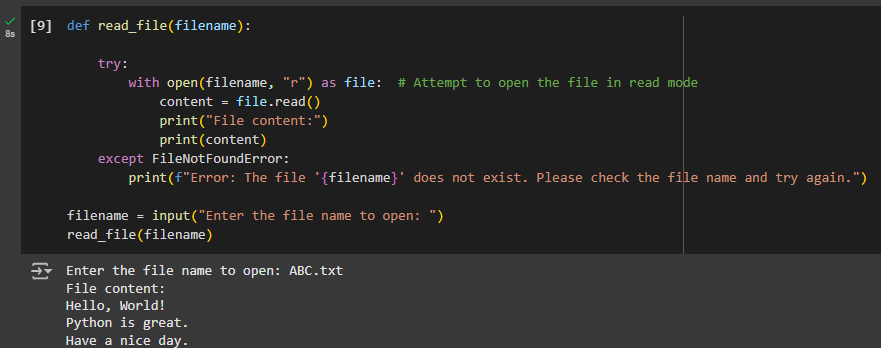 [9] def read_file(filename):
8s
try:
with open(filename, "r") as file:  # Attempt to open the file in read mode
content = file.read()
print("File content:")
print(content)
except FileNotFoundError:
print(f"Error: The file '{filename}' does not exist. Please check the file name and try again.")
filename = input("Enter the file name to open: ")
read_file(filename)
Enter the file name to open: ABC.txt
File content:
Hello, World!
Python is great.
Have a nice day.